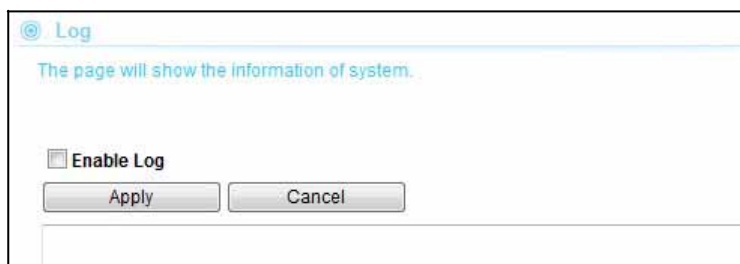 Log
The page will show the information of system.
Enable Log
Apply Cancel